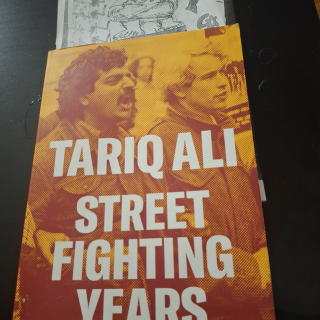 TARIQ ALI
STREET
FIGHTING
YEARS